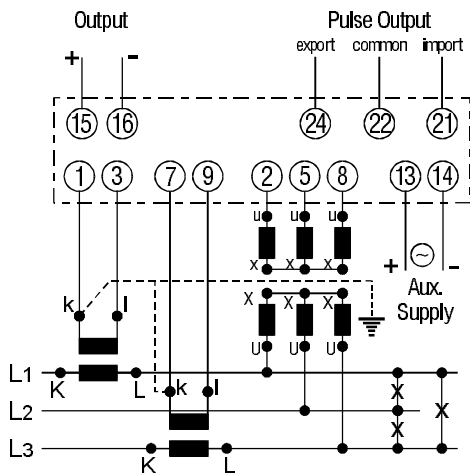 Output Pulse Output
export common import
+ - 
15 16 24 22 21
1 3 7 9 2 5 8 13 14
u u u
x x x
+ ~ -
Aux.
Supply
x x x
k l
u u u
L1
K L k l
x
L2
x
x
L3
K L